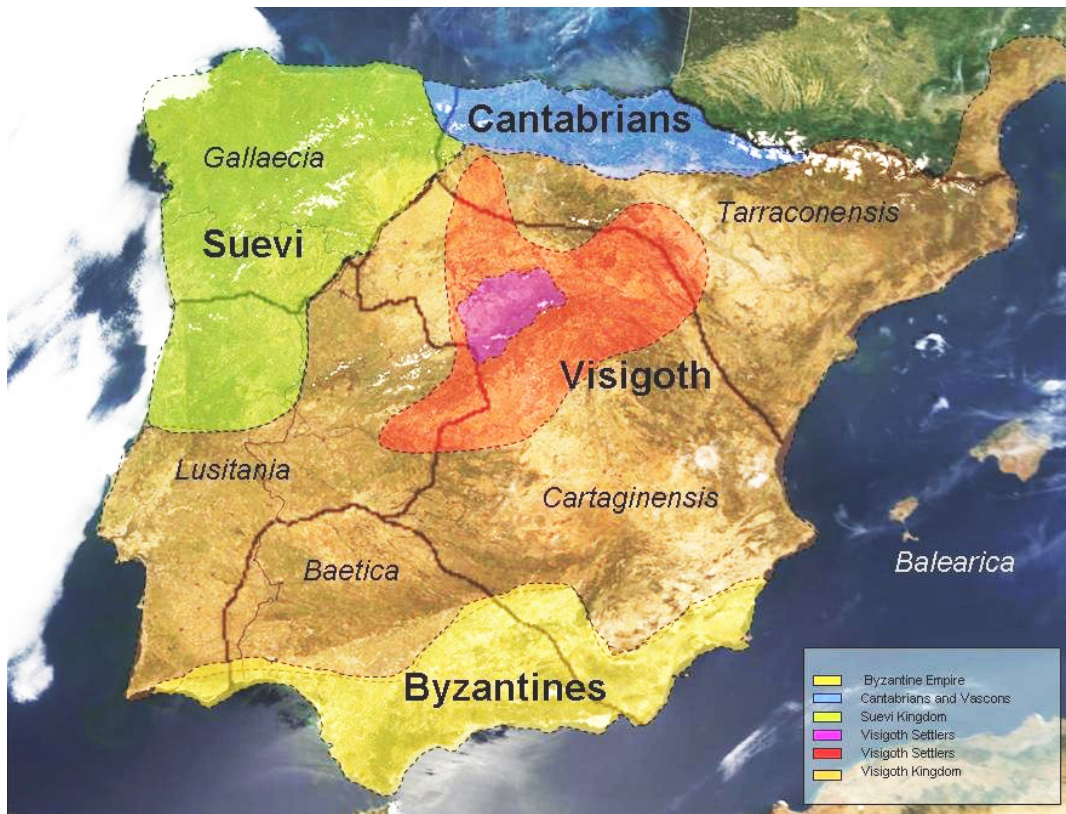 Cantabrians
Gallaecia
Tarraconensis
Suevi
Visigoth
Lusitania
Cartaginensis
Balearica
Baetica
Byzantines
Byzantine Empire
Cantabrians and Vascons
Suevi Kingdom
Visigoth Settlers
Visigoth Settlers
Visigoth Kingdom